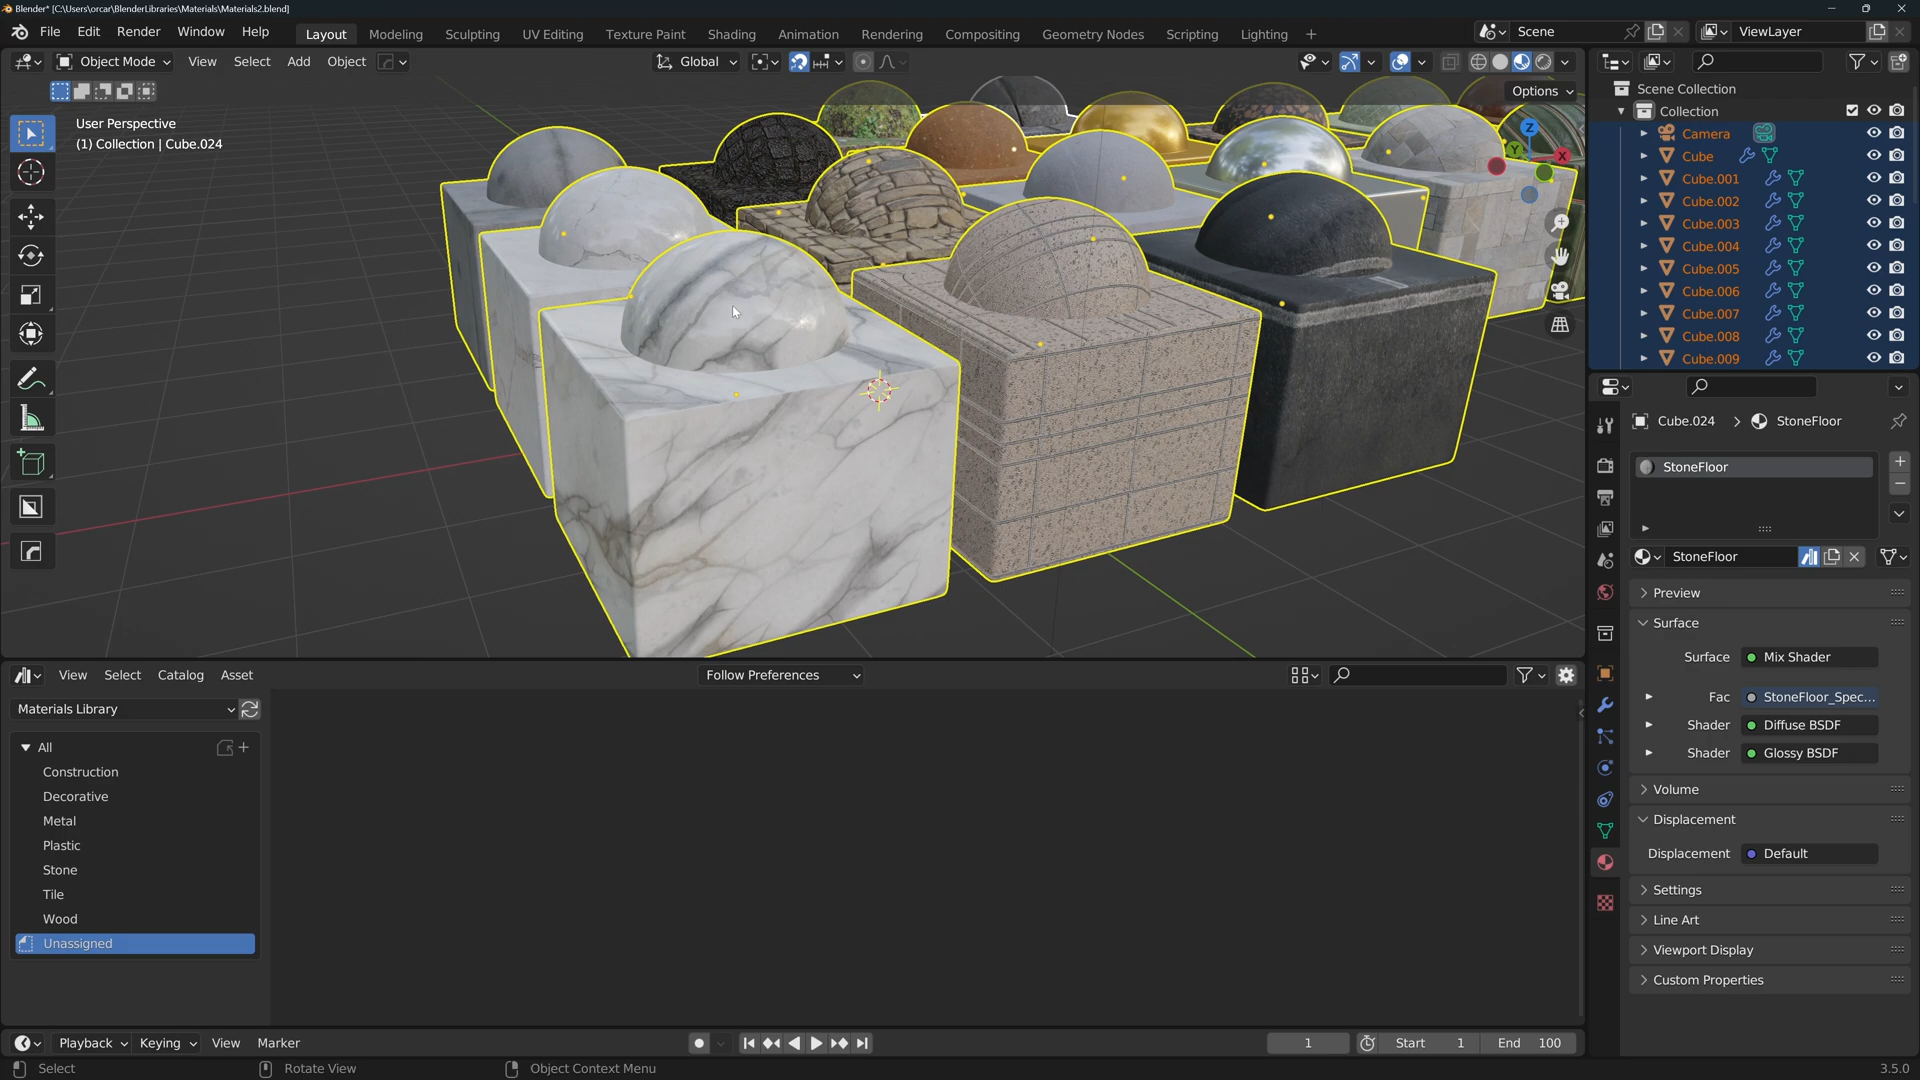 Blender* [C:\Users\orcar\BlenderLibraries\Materials\Materials2.blend]
File Edit Render Window Help
Layout Modeling Sculpting UV Editing Texture Paint Shading Animation Rendering Compositing Geometry Nodes Scripting Lighting +
Scene
ViewLayer
Object Mode View Select Add Object
Global
Options
User Perspective
(1) Collection | Cube.024
Z
Y
X
Scene Collection
Collection
Camera
Cube
Cube.001
Cube.002
Cube.003
Cube.004
Cube.005
Cube.006
Cube.007
Cube.008
Cube.009
Cube.024 > StoneFloor
StoneFloor
StoneFloor
Preview
Surface
Surface Mix Shader
Fac StoneFloor_Spec...
Shader Diffuse BSDF
Shader Glossy BSDF
Volume
Displacement
Displacement Default
Settings
Line Art
Viewport Display
Custom Properties
View Select Catalog Asset
Follow Preferences
Materials Library
All
Construction
Decorative
Metal
Plastic
Stone
Tile
Wood
Unassigned
Playback Keying View Marker
1
Start 1
End 100
Select
Rotate View
Object Context Menu
3.5.0